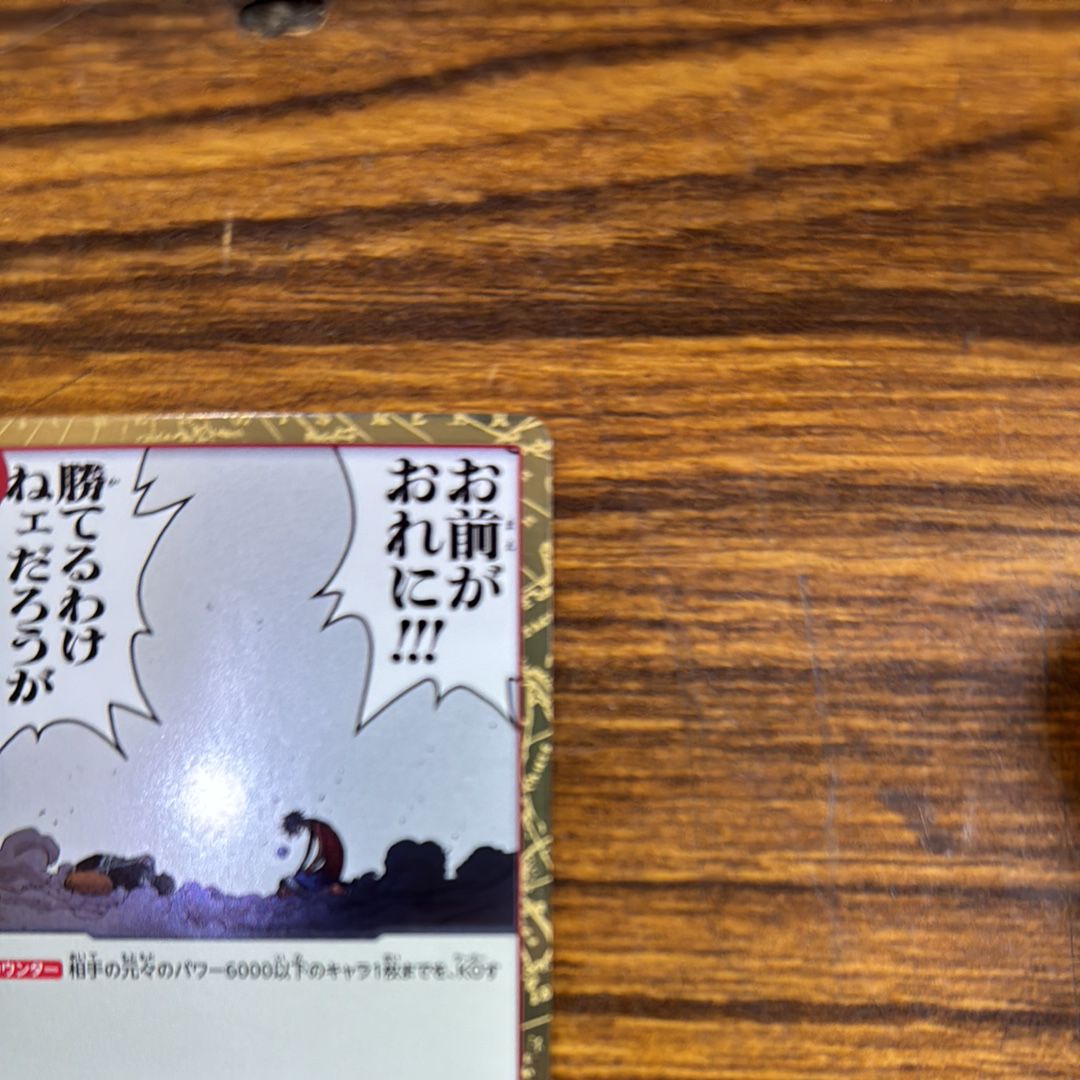 お前が
おれに!!!
勝てるわけ
ねェだろうが
ウンター 相手の元々のパワー6000以下のキャラ1枚までを、KOす